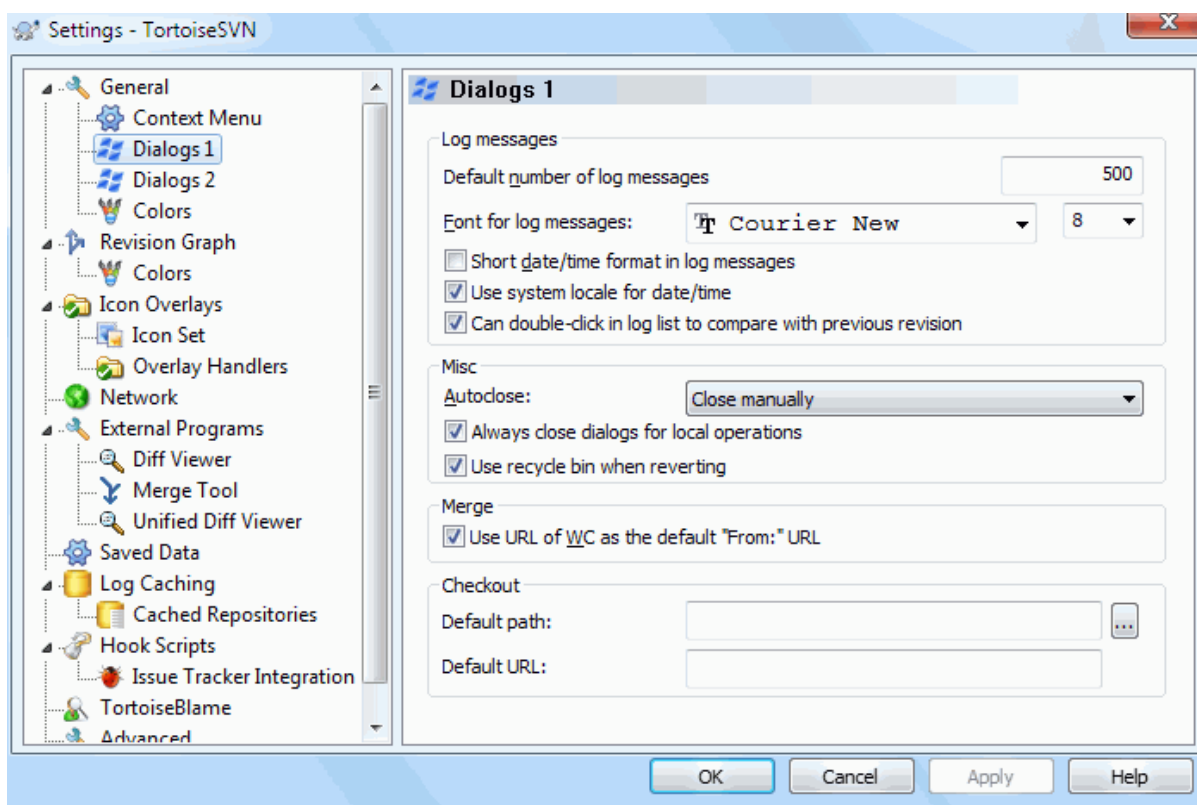 Settings - TortoiseSVN
X
General
Context Menu
Dialogs 1
Dialogs 2
Colors
Revision Graph
Colors
Icon Overlays
Icon Set
Overlay Handlers
Network
External Programs
Diff Viewer
Merge Tool
Unified Diff Viewer
Saved Data
Log Caching
Cached Repositories
Hook Scripts
Issue Tracker Integration
TortoiseBlame
Advanced
Dialogs 1
Log messages
Default number of log messages 500
Font for log messages: Courier New 8
Short date/time format in log messages
Use system locale for date/time
Can double-click in log list to compare with previous revision
Misc
Autoclose: Close manually
Always close dialogs for local operations
Use recycle bin when reverting
Merge
Use URL of WC as the default "From:" URL
Checkout
Default path: ...
Default URL:
OK Cancel Apply Help